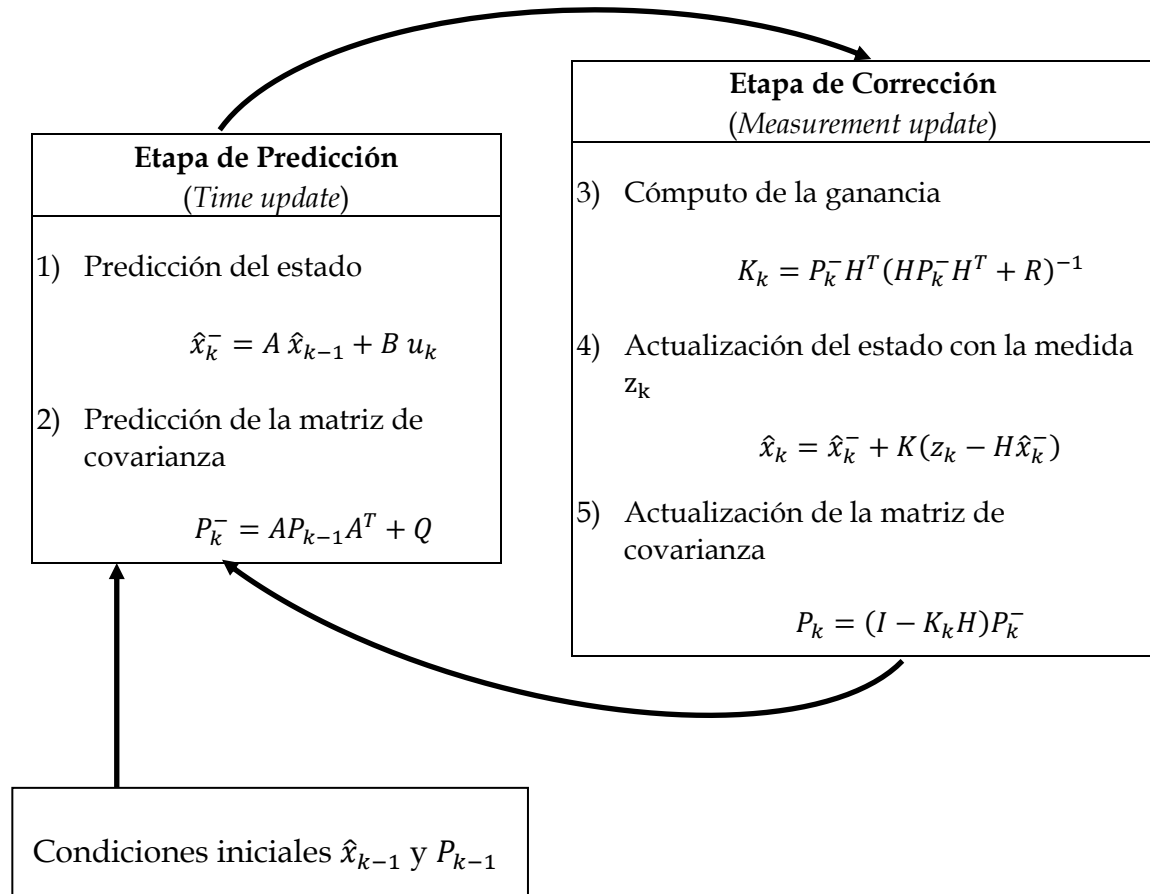 Etapa de Predicción
(Time update)
1) Predicción del estado
x̂ₖ⁻ = A x̂ₖ₋₁ + B uₖ
2) Predicción de la matriz de
covarianza
Pₖ⁻ = APₖ₋₁Aᵀ + Q
Etapa de Corrección
(Measurement update)
3) Cómputo de la ganancia
Kₖ = Pₖ⁻Hᵀ(HPₖ⁻Hᵀ + R)⁻¹
4) Actualización del estado con la medida
zₖ
x̂ₖ = x̂ₖ⁻ + K(zₖ − Hx̂ₖ⁻)
5) Actualización de la matriz de
covarianza
Pₖ = (I − KₖH)Pₖ⁻
Condiciones iniciales x̂ₖ₋₁ y Pₖ₋₁